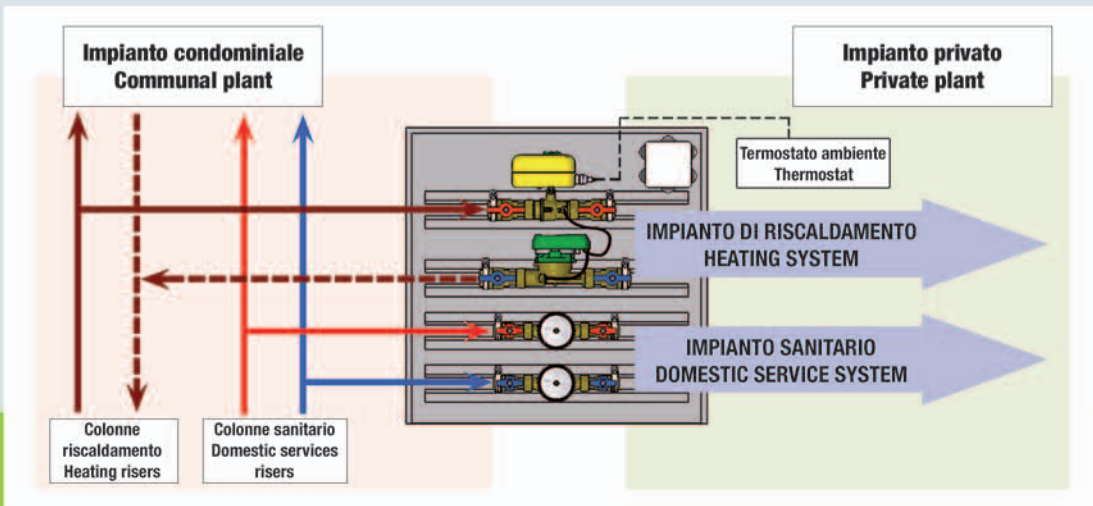 Impianto condominiale
Communal plant
Impianto privato
Private plant
Termostato ambiente
Thermostat
IMPIANTO DI RISCALDAMENTO
HEATING SYSTEM
IMPIANTO SANITARIO
DOMESTIC SERVICE SYSTEM
Colonne
riscaldamento
Heating risers
Colonne sanitario
Domestic services
risers